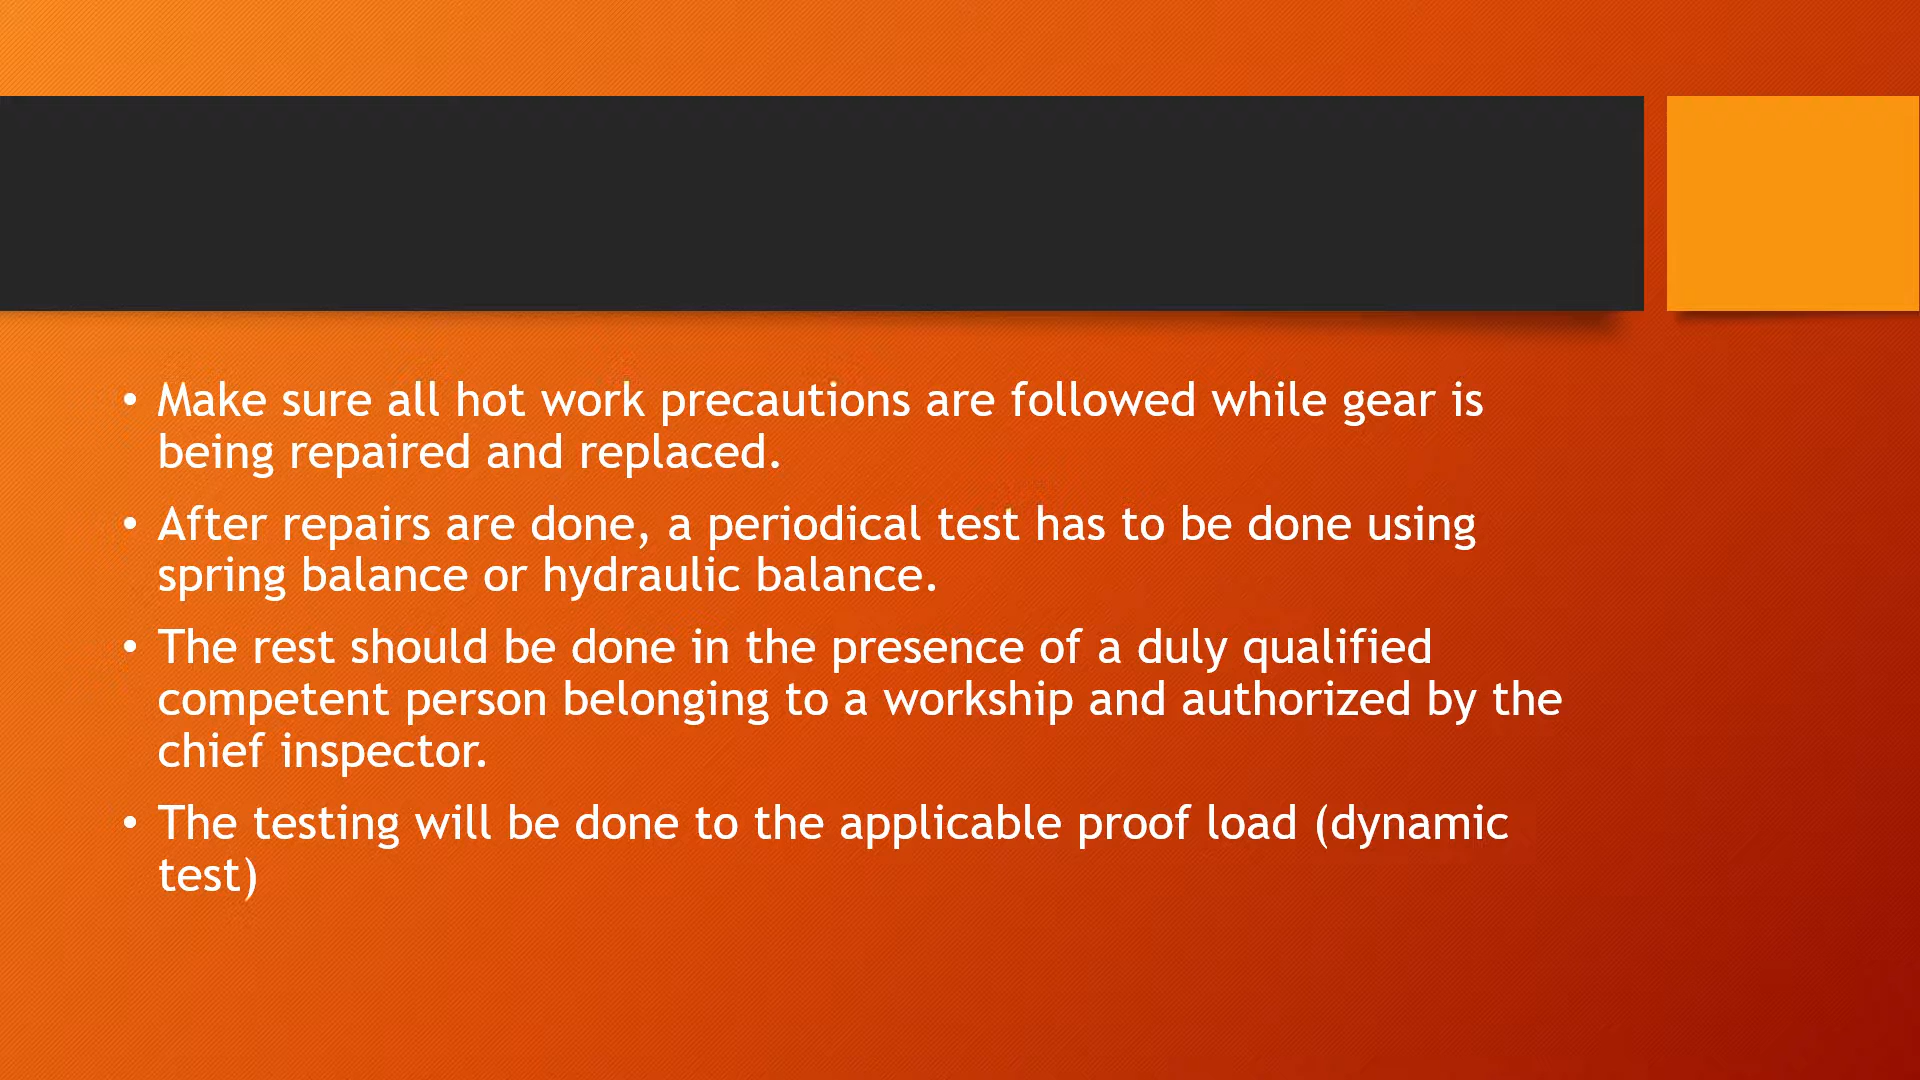 • Make sure all hot work precautions are followed while gear is
being repaired and replaced.
• After repairs are done, a periodical test has to be done using
spring balance or hydraulic balance.
• The rest should be done in the presence of a duly qualified
competent person belonging to a workship and authorized by the
chief inspector.
• The testing will be done to the applicable proof load (dynamic
test)